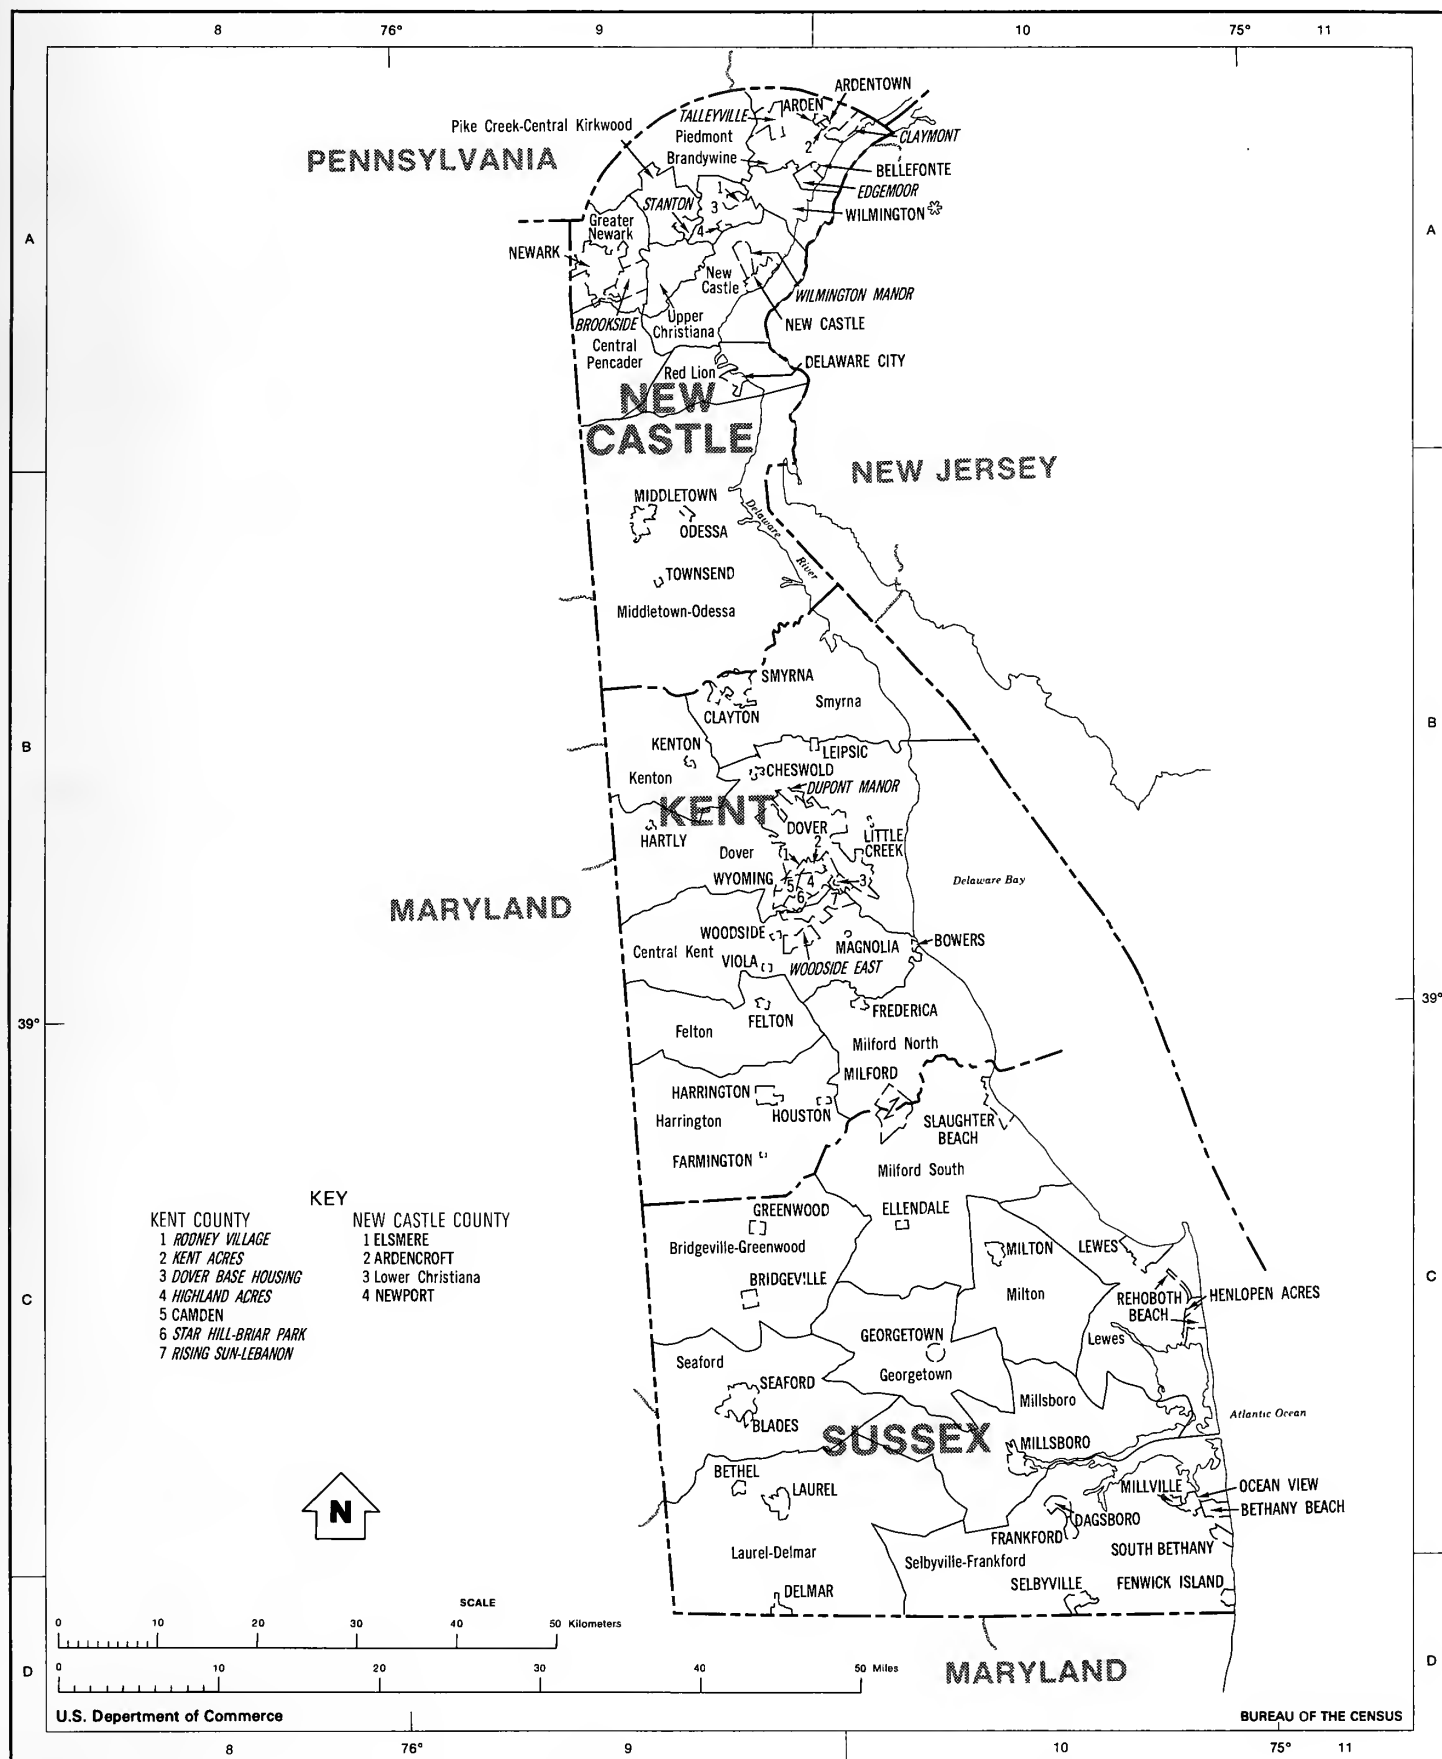 8
76°
9
10
75°
11
ARDENTOWN
ARDEN
TALLEYVILLE
Pike Creek-Central Kirkwood
Piedmont
CLAYMONT
2
PENNSYLVANIA
Brandywine
BELLEFONTE
EDGEMOOR
1
STANTON
3
WILMINGTON
Greater
Newark
4
A
A
NEWARK
New
Castle
WILMINGTON MANOR
BROOKSIDE
Upper
Christiana
NEW CASTLE
Central
Pencader
Red Lion
DELAWARE CITY
NEW
CASTLE
NEW JERSEY
MIDDLETOWN
ODESSA
Delaware
River
TOWNSEND
Middletown-Odessa
SMYRNA
Smyrna
CLAYTON
B
B
KENTON
LEIPSIC
Kenton
CHESWOLD
DUPONT MANOR
KENT
HARTLY
DOVER
LITTLE
CREEK
2
Dover
1
WYOMING
5
4
3
7
6
Delaware Bay
MARYLAND
WOODSIDE
Central Kent
MAGNOLIA
BOWERS
VIOLA
WOODSIDE EAST
39°
39°
FELTON
FREDERICA
Felton
Milford North
MILFORD
HARRINGTON
HOUSTON
Harrington
SLAUGHTER
BEACH
FARMINGTON
Milford South
KEY
KENT COUNTY
1 RODNEY VILLAGE
2 KENT ACRES
3 DOVER BASE HOUSING
4 HIGHLAND ACRES
5 CAMDEN
6 STAR HILL-BRIAR PARK
7 RISING SUN-LEBANON
NEW CASTLE COUNTY
1 ELSMERE
2 ARDENCROFT
3 Lower Christiana
4 NEWPORT
GREENWOOD
ELLENDALE
Bridgeville-Greenwood
MILTON
LEWES
BRIDGEVILLE
Milton
REHOBOTH
BEACH
HENLOPEN ACRES
C
C
GEORGETOWN
Lewes
Seaford
Georgetown
SEAFORD
Millsboro
BLADES
Atlantic Ocean
SUSSEX
MILLSBORO
BETHEL
LAUREL
MILLVILLE
OCEAN VIEW
BETHANY BEACH
DAGSBORO
FRANKFORD
SOUTH BETHANY
N
Laurel-Delmar
Selbyville-Frankford
DELMAR
SELBYVILLE
FENWICK ISLAND
SCALE
0 10 20 30 40 50 Kilometers
0 10 20 30 40 50 Miles
D
D
MARYLAND
U.S. Department of Commerce
BUREAU OF THE CENSUS
8
76°
9
10
75°
11